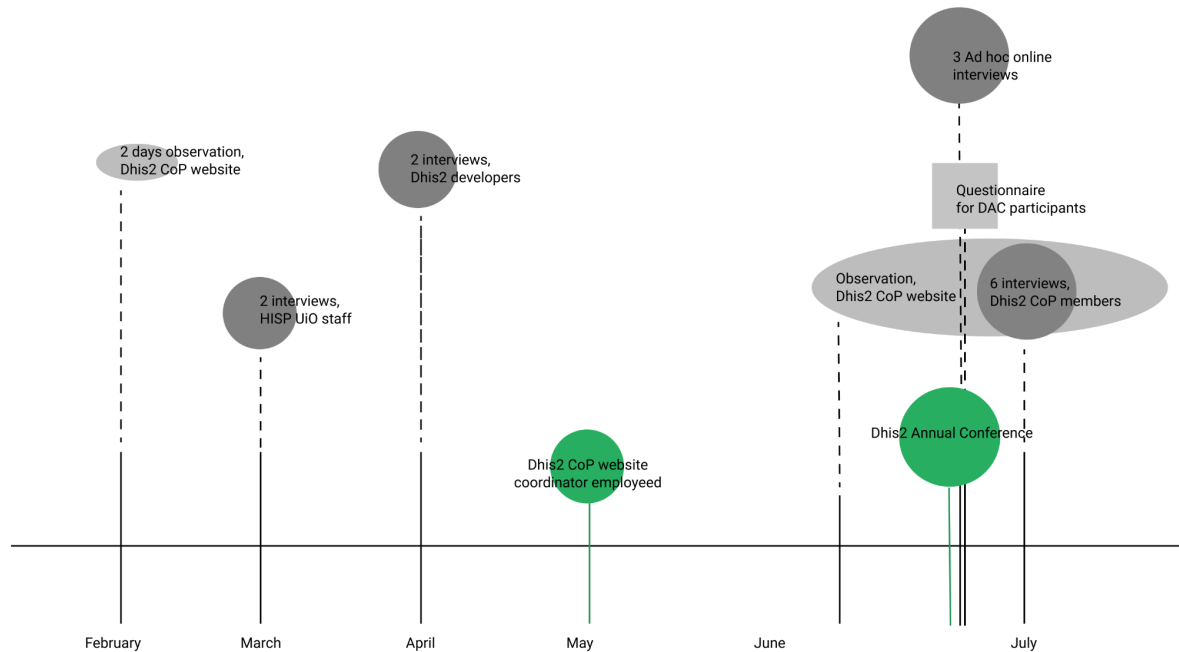 3 Ad hoc online
interviews
2 days observation,
Dhis2 CoP website
2 interviews,
Dhis2 developers
Questionnaire
for DAC participants
2 interviews,
HISP UiO staff
Observation,
Dhis2 CoP website
6 interviews,
Dhis2 CoP members
Dhis2 Annual Conference
Dhis2 CoP website
coordinator employeed
February
March
April
May
June
July